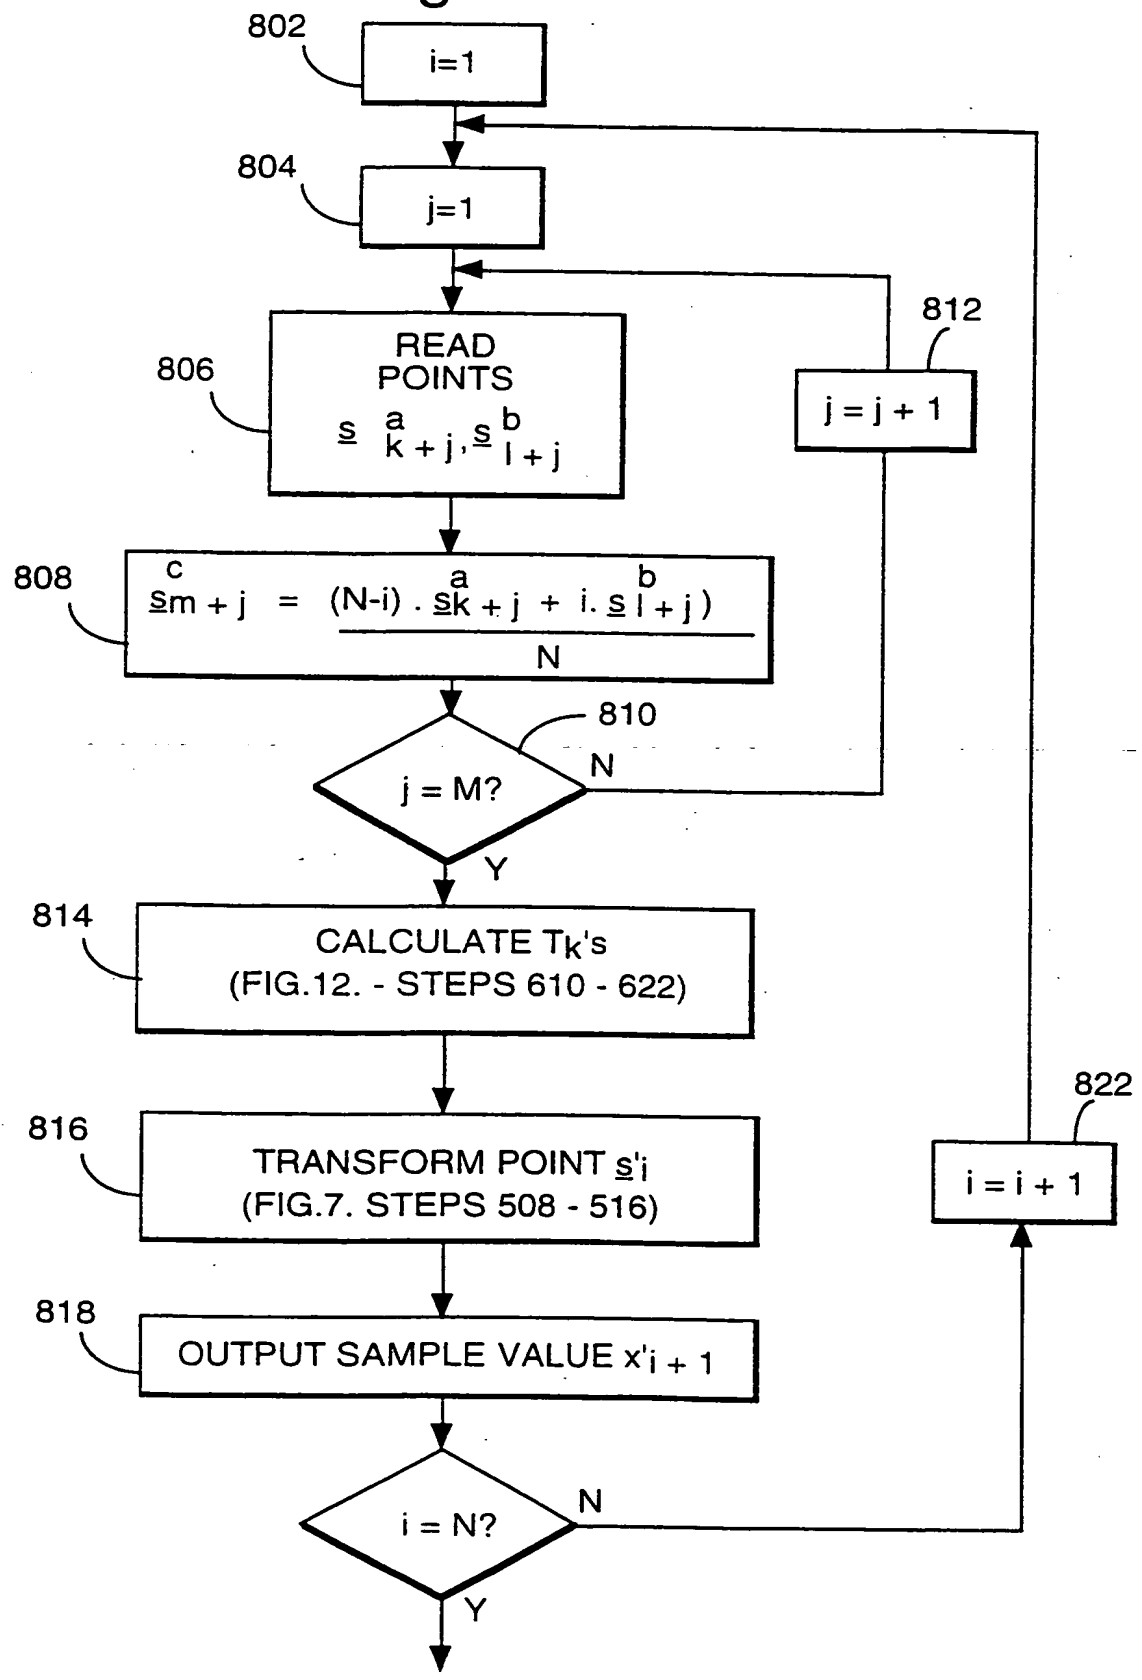 802
i=1
804
j=1
806
READ
POINTS
s a k + j, s b l + j
812
j = j + 1
808
s c m + j = (N-i) . s a k + j + i. s b l + j )
N
810
j = M?
N
Y
814
CALCULATE Tk's
(FIG.12. - STEPS 610 - 622)
816
TRANSFORM POINT s'i
(FIG.7. STEPS 508 - 516)
822
i = i + 1
818
OUTPUT SAMPLE VALUE x'i + 1
i = N?
N
Y